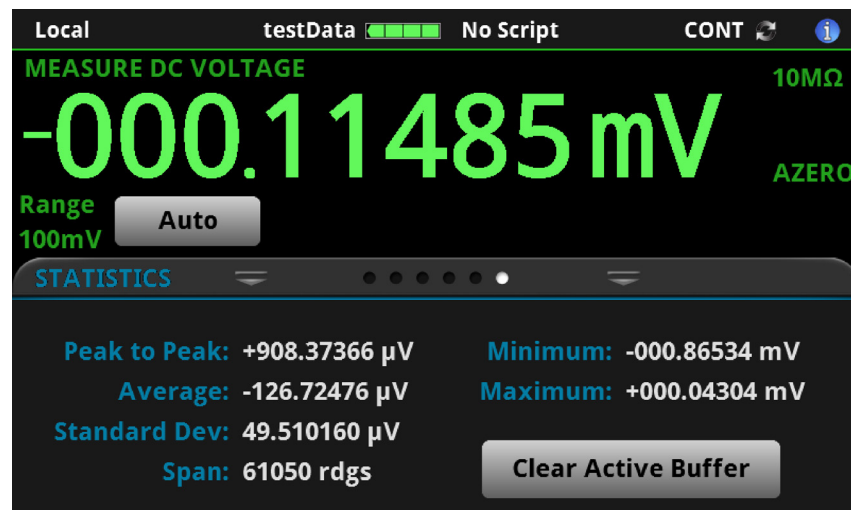 Local testData No Script CONT i
MEASURE DC VOLTAGE
10MΩ
-000.11485 mV
AZERO
Range
100mV
Auto
STATISTICS
Peak to Peak: +908.37366 µV
Minimum: -000.86534 mV
Average: -126.72476 µV
Maximum: +000.04304 mV
Standard Dev: 49.510160 µV
Span: 61050 rdgs
Clear Active Buffer